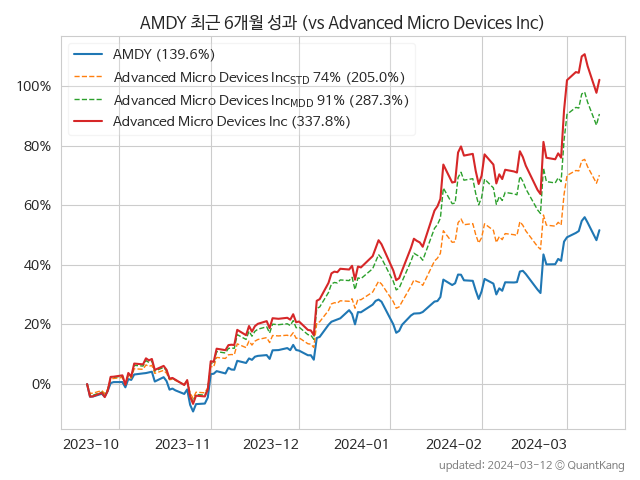 AMDY 최근 6개월 성과 (vs Advanced Micro Devices Inc)
AMDY (139.6%)
Advanced Micro Devices IncSTD 74% (205.0%)
Advanced Micro Devices IncMDD 91% (287.3%)
Advanced Micro Devices Inc (337.8%)
100%
80%
60%
40%
20%
0%
2023-10
2023-11
2023-12
2024-01
2024-02
2024-03
updated: 2024-03-12 © QuantKang